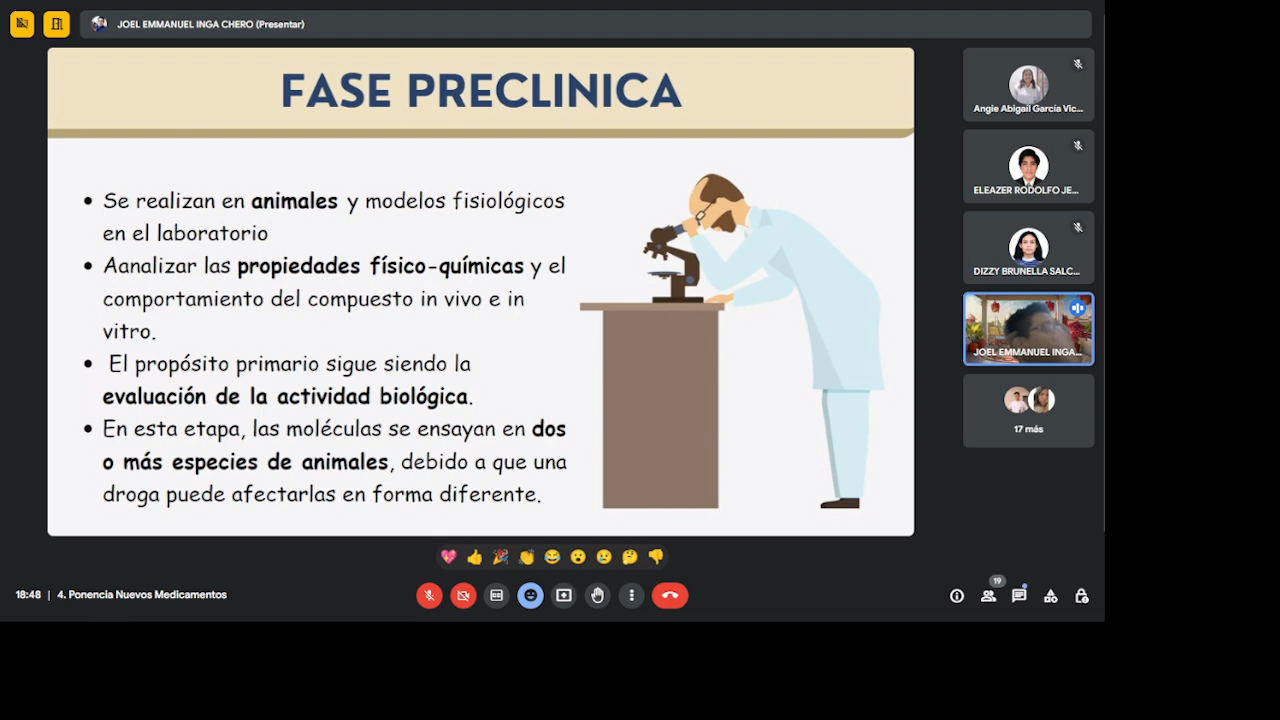 JOEL EMMANUEL INGA CHERO (Presentar)
FASE PRECLINICA
• Se realizan en animales y modelos fisiológicos
en el laboratorio
• Aanalizar las propiedades físico-químicas y el
comportamiento del compuesto in vivo e in
vitro.
• El propósito primario sigue siendo la
evaluación de la actividad biológica.
• En esta etapa, las moléculas se ensayan en dos
o más especies de animales, debido a que una
droga puede afectarlas en forma diferente.
Angie Abigail García Vic...
ELEAZER RODOLFO JE...
DIZZY BRUNELLA SALC...
JOEL EMMANUEL INGA...
17 más
18:48 | 4. Ponencia Nuevos Medicamentos
19